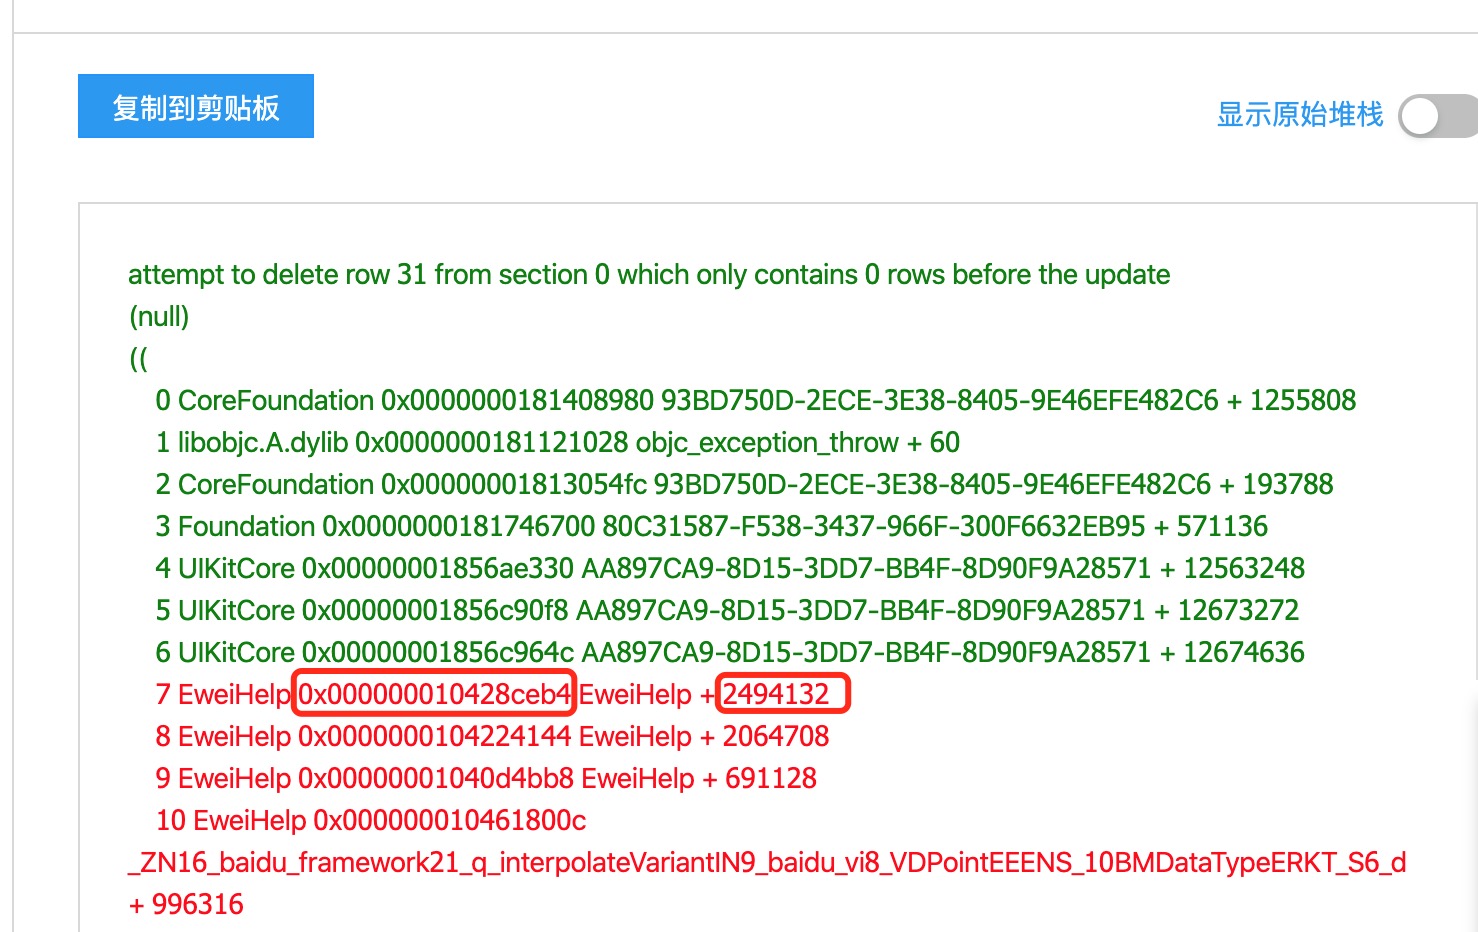 复制到剪贴板
显示原始堆栈
attempt to delete row 31 from section 0 which only contains 0 rows before the update
(null)
((
0 CoreFoundation 0x0000000181408980 93BD750D-2ECE-3E38-8405-9E46EFE482C6 + 1255808
1 libobjc.A.dylib 0x0000000181121028 objc_exception_throw + 60
2 CoreFoundation 0x00000001813054fc 93BD750D-2ECE-3E38-8405-9E46EFE482C6 + 193788
3 Foundation 0x0000000181746700 80C31587-F538-3437-966F-300F6632EB95 + 571136
4 UIKitCore 0x00000001856ae330 AA897CA9-8D15-3DD7-BB4F-8D90F9A28571 + 12563248
5 UIKitCore 0x00000001856c90f8 AA897CA9-8D15-3DD7-BB4F-8D90F9A28571 + 12673272
6 UIKitCore 0x00000001856c964c AA897CA9-8D15-3DD7-BB4F-8D90F9A28571 + 12674636
7 EweiHelp 0x000000010428ceb4 EweiHelp + 2494132
8 EweiHelp 0x0000000104224144 EweiHelp + 2064708
9 EweiHelp 0x00000001040d4bb8 EweiHelp + 691128
10 EweiHelp 0x000000010461800c
_ZN16_baidu_framework21_q_interpolateVariantIN9_baidu_vi8_VDPointEEENS_10BMDataTypeERKT_S6_d
+ 996316